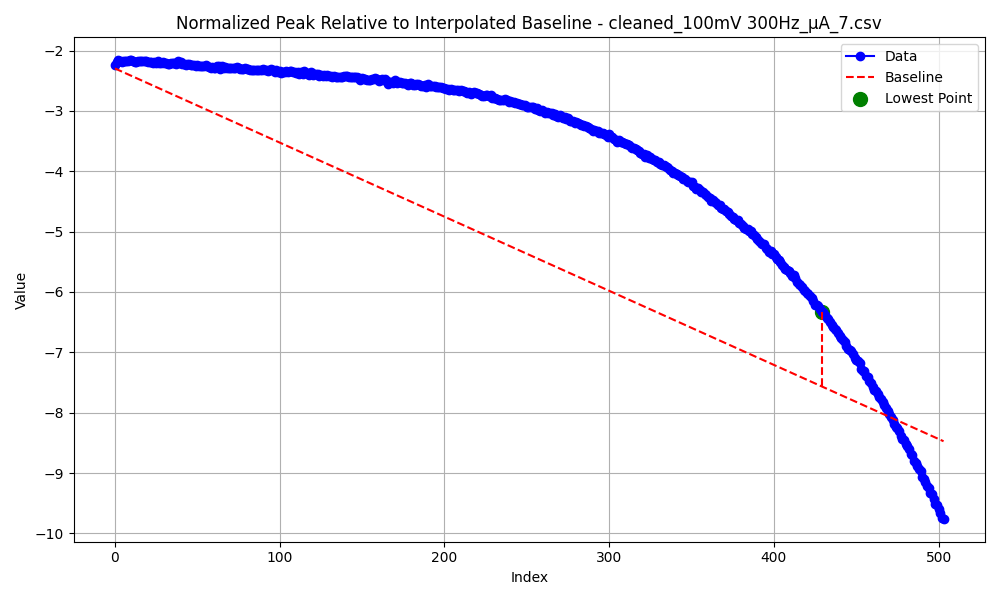 Normalized Peak Relative to Interpolated Baseline - cleaned_100mV 300Hz_μA_7.csv
Data
Baseline
Lowest Point
Value
−2
−3
−4
−5
−6
−7
−8
−9
−10
0 100 200 300 400 500
Index